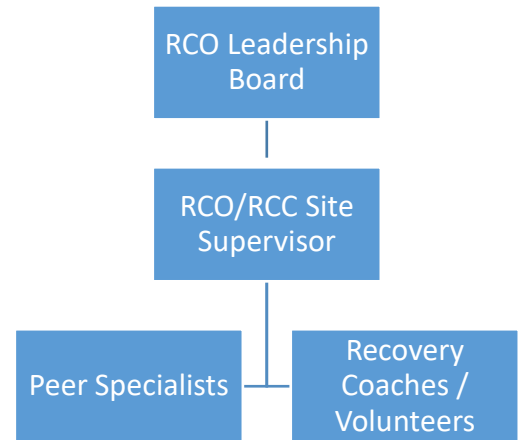 RCO Leadership
Board
RCO/RCC Site
Supervisor
Peer Specialists
Recovery
Coaches /
Volunteers